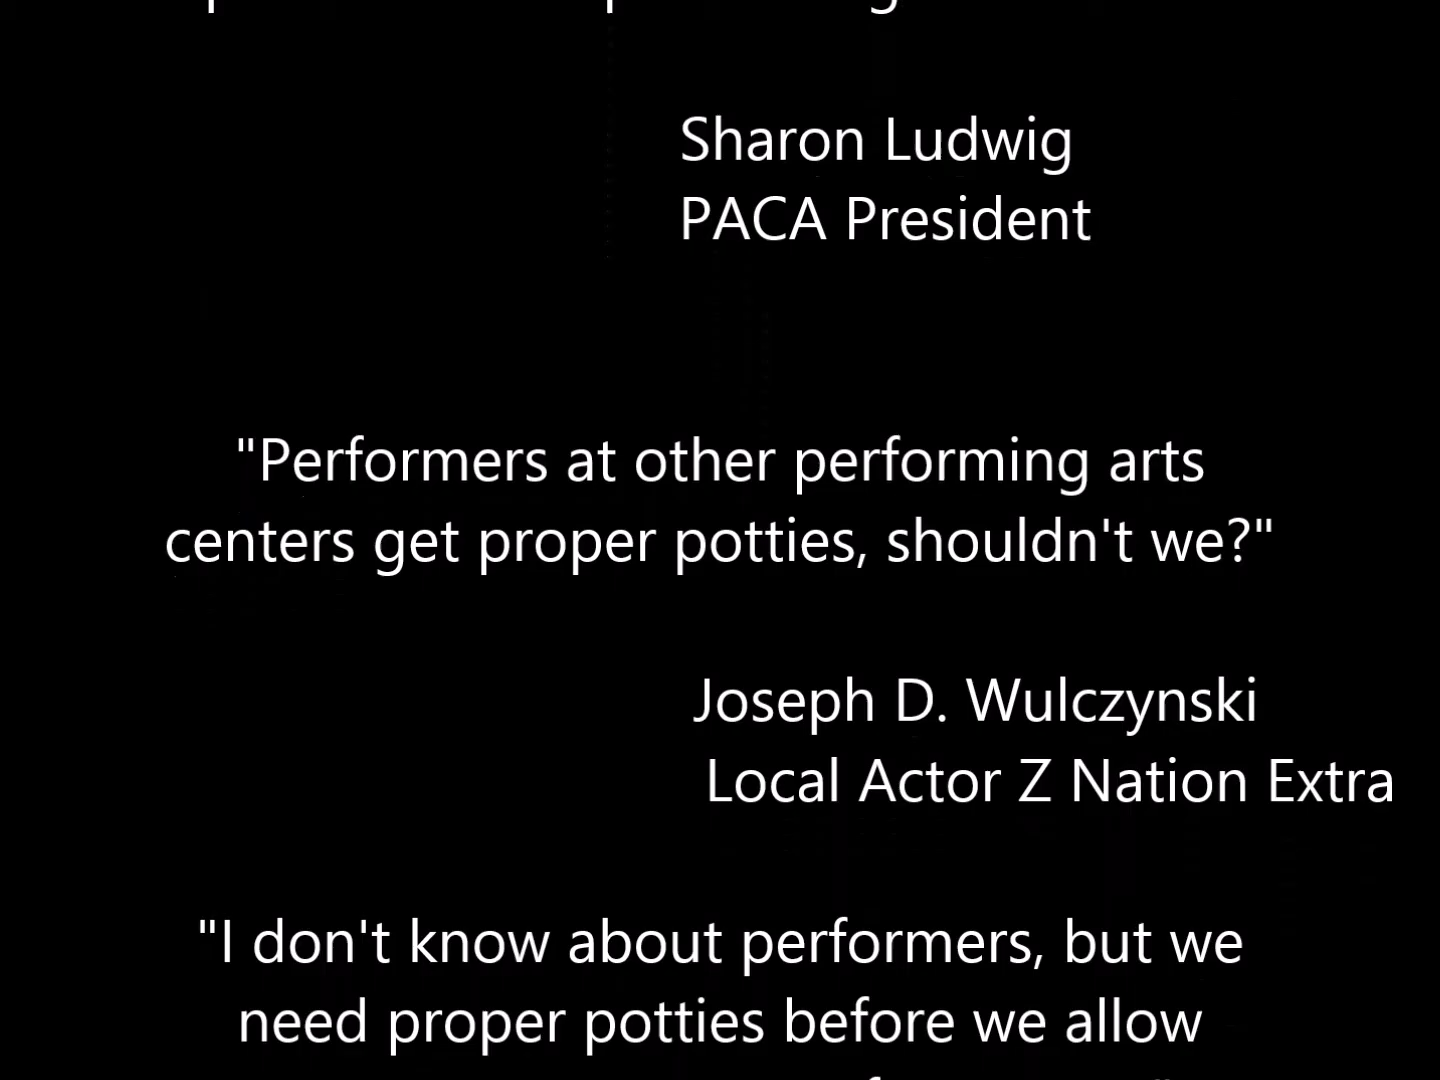 Sharon Ludwig
PACA President
"Performers at other performing arts
centers get proper potties, shouldn't we?"
Joseph D. Wulczynski
Local Actor Z Nation Extra
"I don't know about performers, but we
need proper potties before we allow